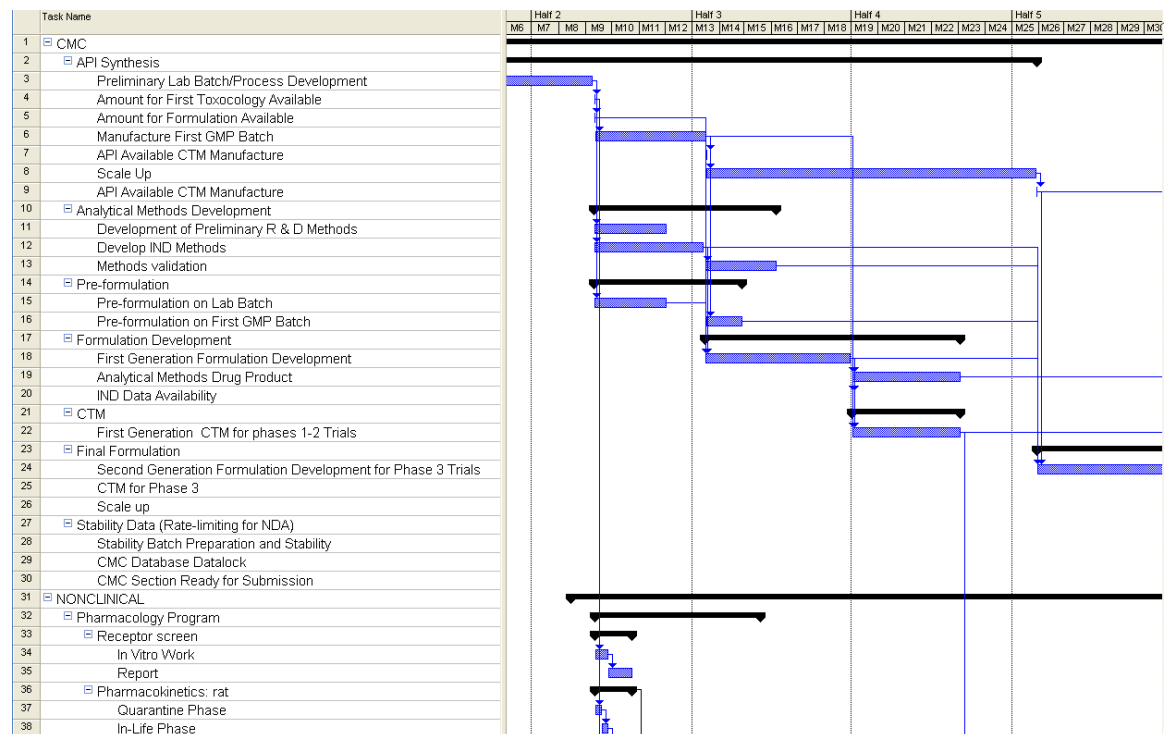 Task Name
Half 2 Half 3 Half 4 Half 5
M6 M7 M8 M9 M10 M11 M12 M13 M14 M15 M16 M17 M18 M19 M20 M21 M22 M23 M24 M25 M26 M27 M28 M29 M30
1 CMC
2 API Synthesis
3 Preliminary Lab Batch/Process Development
4 Amount for First Toxocology Available
5 Amount for Formulation Available
6 Manufacture First GMP Batch
7 API Available CTM Manufacture
8 Scale Up
9 API Available CTM Manufacture
10 Analytical Methods Development
11 Development of Preliminary R & D Methods
12 Develop IND Methods
13 Methods validation
14 Pre-formulation
15 Pre-formulation on Lab Batch
16 Pre-formulation on First GMP Batch
17 Formulation Development
18 First Generation Formulation Development
19 Analytical Methods Drug Product
20 IND Data Availability
21 CTM
22 First Generation CTM for phases 1-2 Trials
23 Final Formulation
24 Second Generation Formulation Development for Phase 3 Trials
25 CTM for Phase 3
26 Scale up
27 Stability Data (Rate-limiting for NDA)
28 Stability Batch Preparation and Stability
29 CMC Database Datalock
30 CMC Section Ready for Submission
31 NONCLINICAL
32 Pharmacology Program
33 Receptor screen
34 In Vitro Work
35 Report
36 Pharmacokinetics: rat
37 Quarantine Phase
38 In-Life Phase